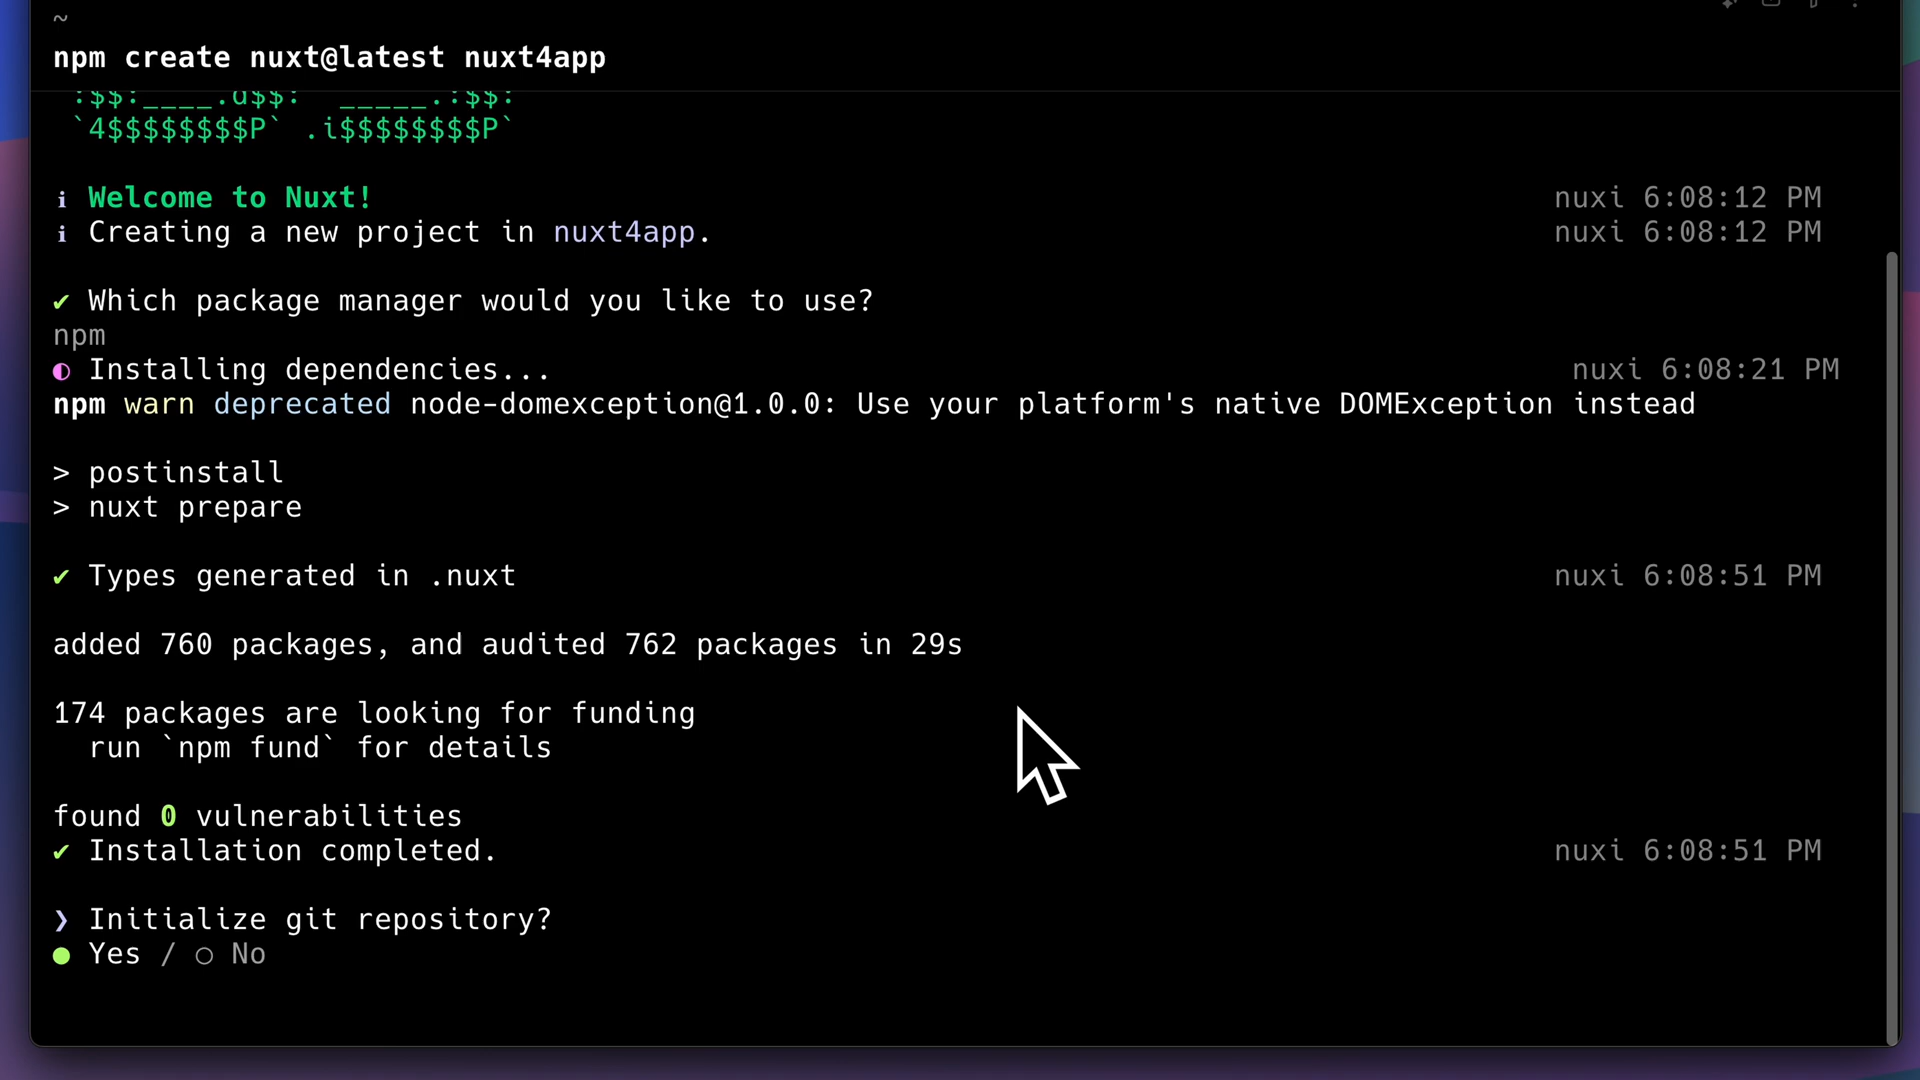 ~
npm create nuxt@latest nuxt4app
:$$:____.d$$:  _____.:$$:
`4$$$$$$$$P` .i$$$$$$$$P`
i Welcome to Nuxt! nuxi 6:08:12 PM
i Creating a new project in nuxt4app. nuxi 6:08:12 PM
✔ Which package manager would you like to use?
npm
◐ Installing dependencies... nuxi 6:08:21 PM
npm warn deprecated node-domexception@1.0.0: Use your platform's native DOMException instead
> postinstall
> nuxt prepare
✔ Types generated in .nuxt nuxi 6:08:51 PM
added 760 packages, and audited 762 packages in 29s
174 packages are looking for funding
run `npm fund` for details
found 0 vulnerabilities
✔ Installation completed. nuxi 6:08:51 PM
❯ Initialize git repository?
● Yes / ○ No